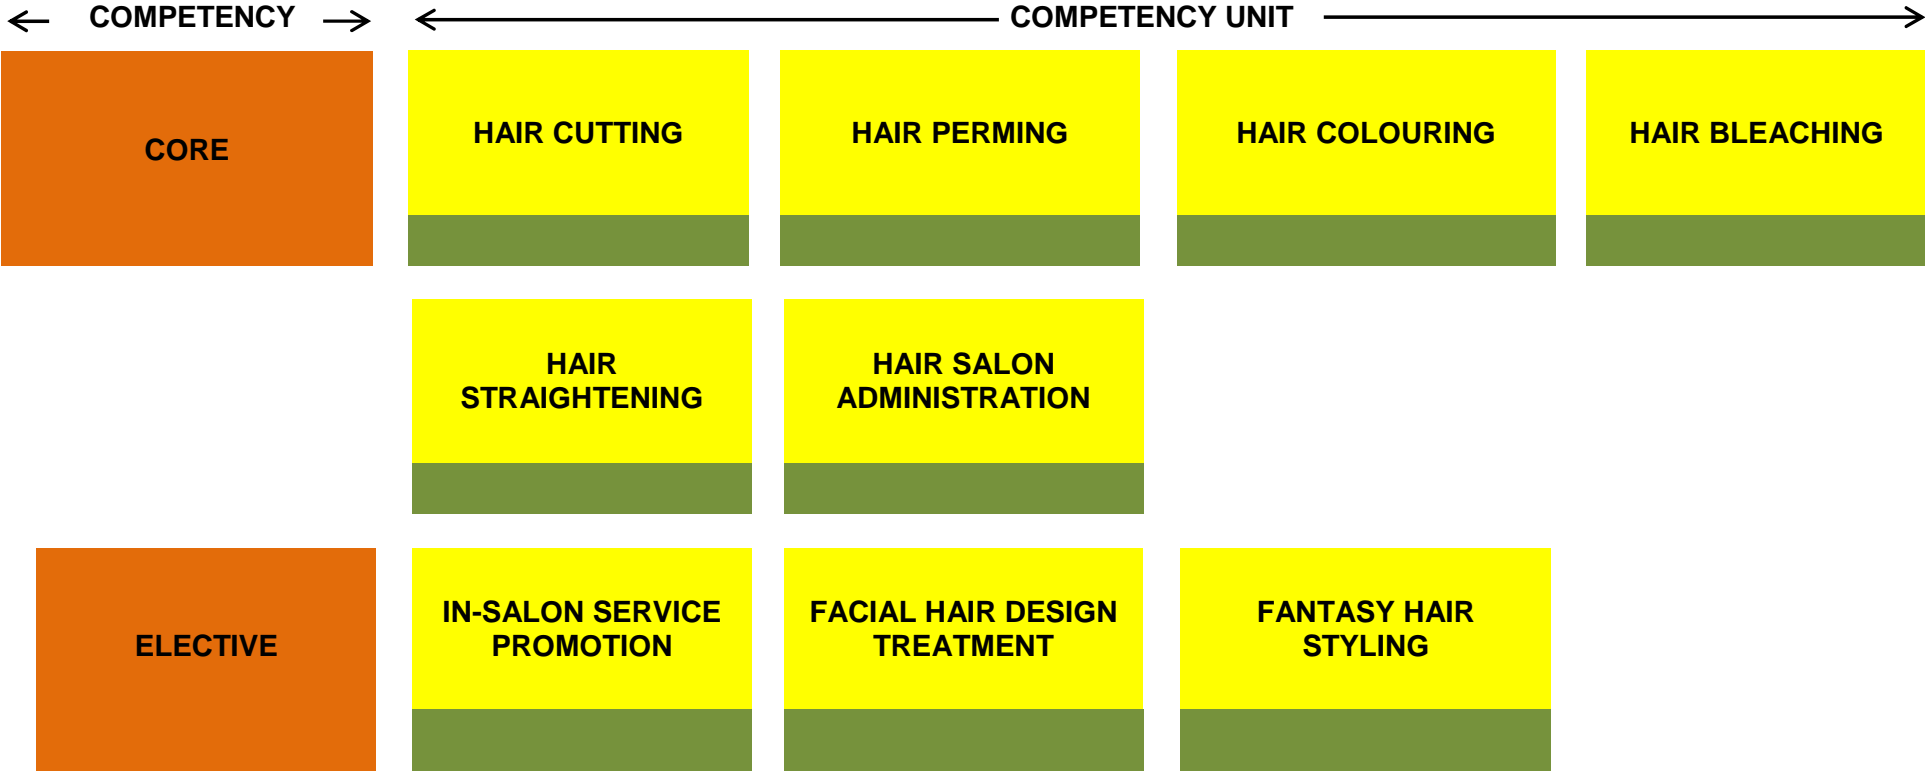 COMPETENCY
COMPETENCY UNIT
CORE
HAIR CUTTING
HAIR PERMING
HAIR COLOURING
HAIR BLEACHING
HAIR
STRAIGHTENING
HAIR SALON
ADMINISTRATION
ELECTIVE
IN-SALON SERVICE
PROMOTION
FACIAL HAIR DESIGN
TREATMENT
FANTASY HAIR
STYLING